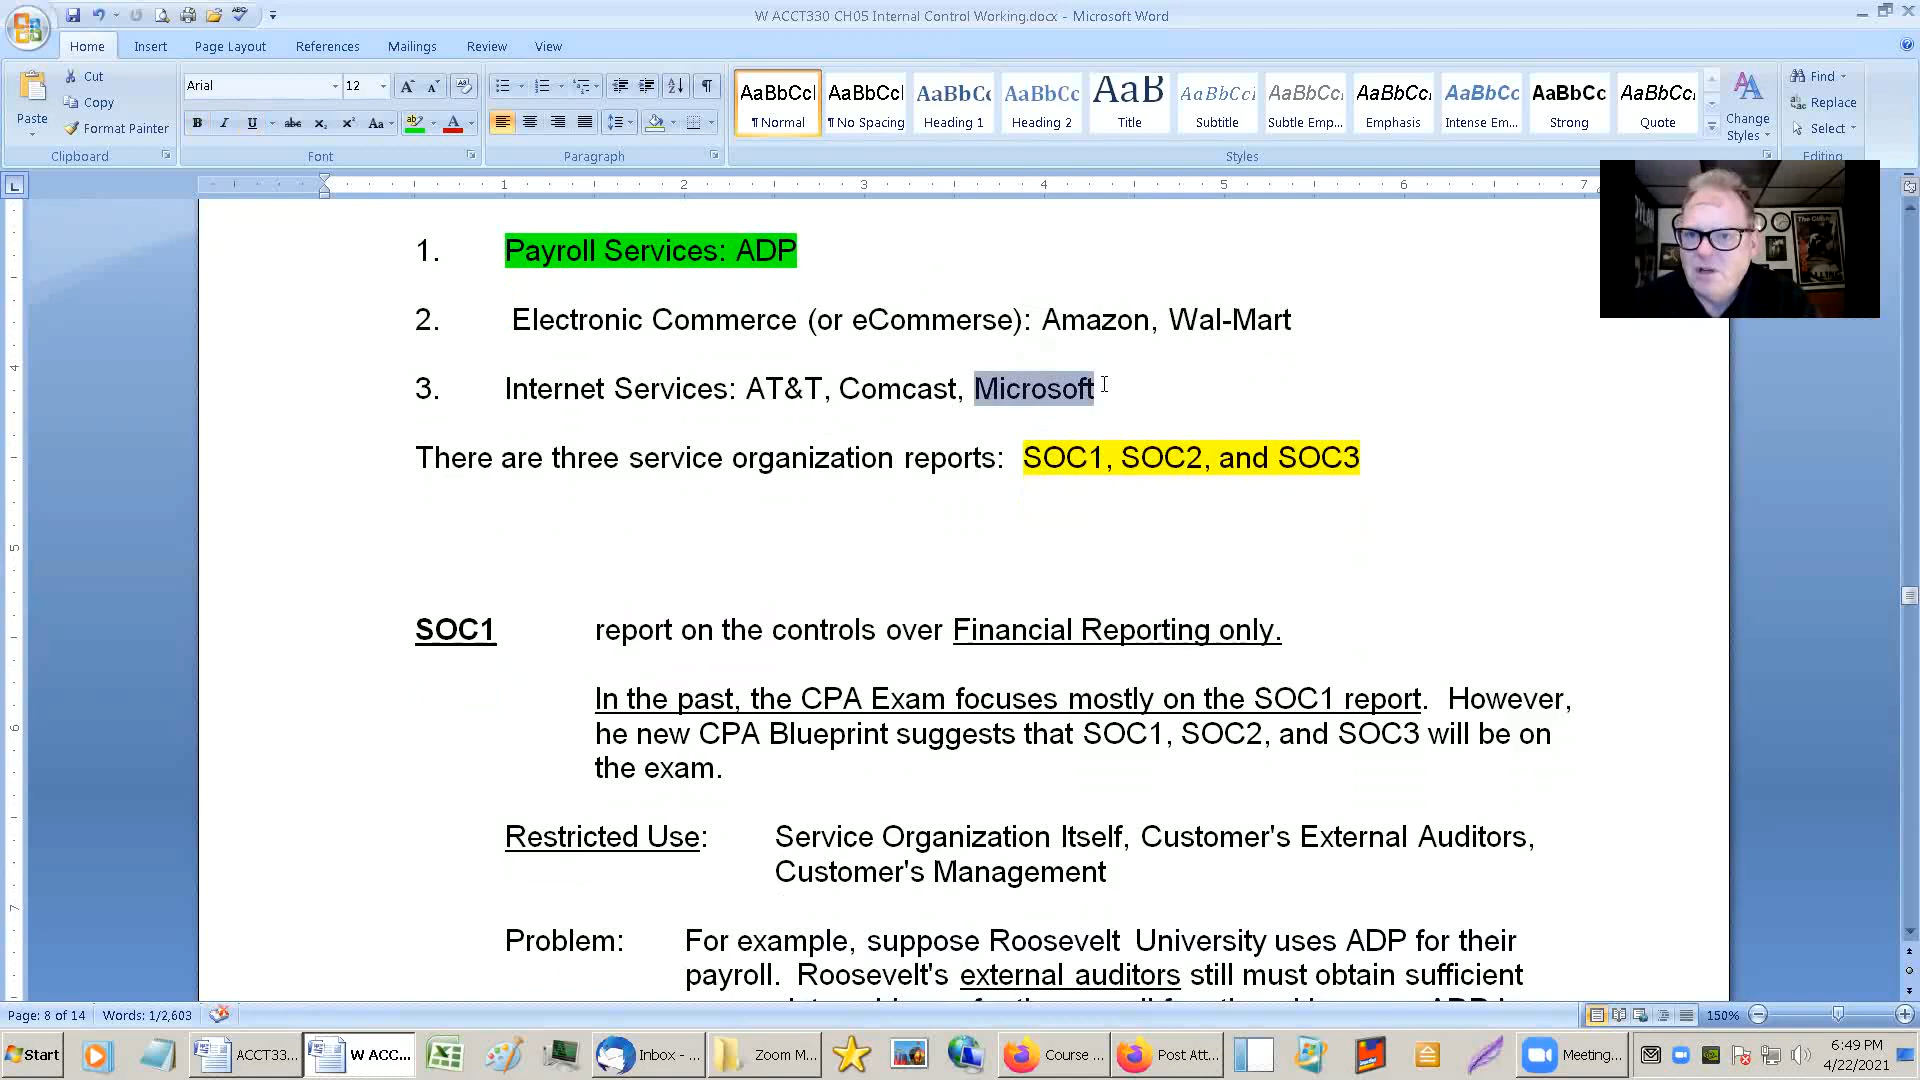 W ACCT330 CH05 Internal Control Working.docx - Microsoft Word
Home Insert Page Layout References Mailings Review View
Paste
Cut
Copy
Format Painter
Clipboard
Arial 12
Font
Paragraph
AaBbCcI AaBbCcI AaBbCc AaBbCc AaB AaBbCcI AaBbCcI AaBbCcI AaBbCc AaBbCc AaBbCcI
¶ Normal ¶ No Spacing Heading 1 Heading 2 Title Subtitle Subtle Emp... Emphasis Intense Em... Strong Quote
Change Styles
Styles
Find
Replace
Select
Editing
1 2 3 4 5 6 7
1. Payroll Services: ADP
2. Electronic Commerce (or eCommerse): Amazon, Wal-Mart
3. Internet Services: AT&T, Comcast, Microsoft
There are three service organization reports: SOC1, SOC2, and SOC3
SOC1 report on the controls over Financial Reporting only.
In the past, the CPA Exam focuses mostly on the SOC1 report. However,
he new CPA Blueprint suggests that SOC1, SOC2, and SOC3 will be on
the exam.
Restricted Use: Service Organization Itself, Customer's External Auditors,
Customer's Management
Problem: For example, suppose Roosevelt University uses ADP for their
payroll. Roosevelt's external auditors still must obtain sufficient
Page: 8 of 14 Words: 1/2,603 150%
Start ACCT33... W ACC... Inbox - ... Zoom M... Course ... Post Att... Meeting...
6:49 PM
4/22/2021